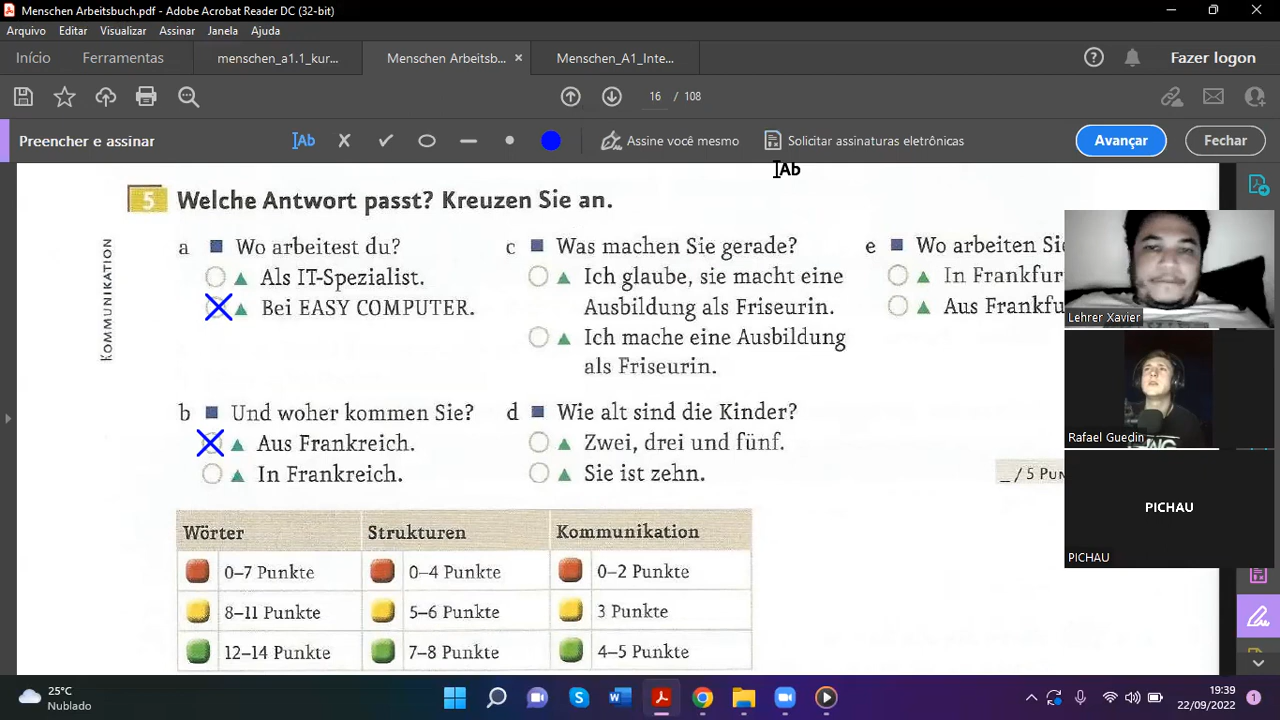 Menschen Arbeitsbuch.pdf - Adobe Acrobat Reader DC (32-bit)
Arquivo Editar Visualizar Assinar Janela Ajuda
Início Ferramentas menschen_a1.1_kur... Menschen Arbeitsb... Menschen_A1_Inte... Fazer logon
16 / 108
Preencher e assinar Ab Assine você mesmo Solicitar assinaturas eletrônicas Avançar Fechar
Ab
5 Welche Antwort passt? Kreuzen Sie an.
KOMMUNIKATION
a Wo arbeitest du?
Als IT-Spezialist.
Bei EASY COMPUTER.
b Und woher kommen Sie?
Aus Frankreich.
In Frankreich.
c Was machen Sie gerade?
Ich glaube, sie macht eine
Ausbildung als Friseurin.
Ich mache eine Ausbildung
als Friseurin.
d Wie alt sind die Kinder?
Zwei, drei und fünf.
Sie ist zehn.
e Wo arbeiten Sie
In Frankfur
Aus Frankfu
_ / 5 Pun
Wörter Strukturen Kommunikation
0–7 Punkte 0–4 Punkte 0–2 Punkte
8–11 Punkte 5–6 Punkte 3 Punkte
12–14 Punkte 7–8 Punkte 4–5 Punkte
Lehrer Xavier
Rafael Guedin
PICHAU
PICHAU
25°C
Nublado
19:39
22/09/2022
1